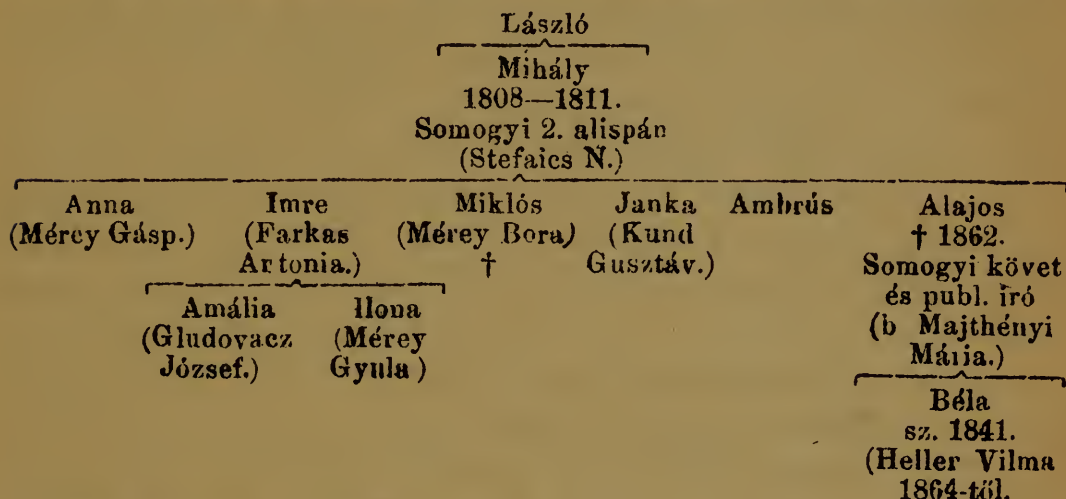 László
Mihály
1808—1811.
Somogyi 2. alispán
(Stefaics N.)
Anna Imre Miklós Janka Ambrús Alajos
(Mérey Gásp.) (Farkas (Mérey Bora) (Kund † 1862.
Artonia.) † Gusztáv.) Somogyi követ
és publ. író
Amália Ilona (b Majthényi
(Gludovacz (Mérey Mária.)
József.) Gyula)
Béla
sz. 1841.
(Heller Vilma
1864-től.